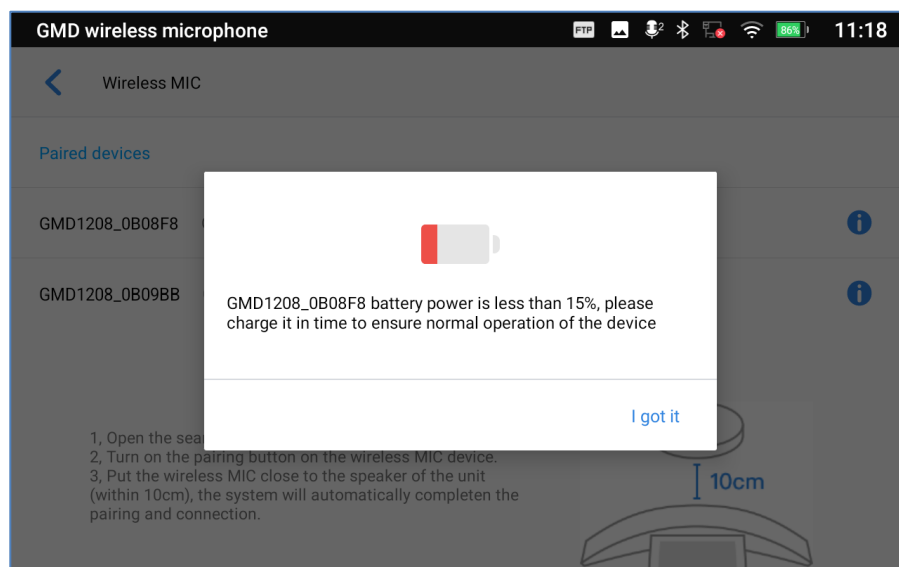 GMD wireless microphone
FTP
2
86%
11:18
Wireless MIC
Paired devices
GMD1208_0B08F8
GMD1208_0B09BB
GMD1208_0B08F8 battery power is less than 15%, please
charge it in time to ensure normal operation of the device
I got it
1, Open the sea
2, Turn on the pairing button on the wireless MIC device.
3, Put the wireless MIC close to the speaker of the unit
(within 10cm), the system will automatically completen the
pairing and connection.
10cm